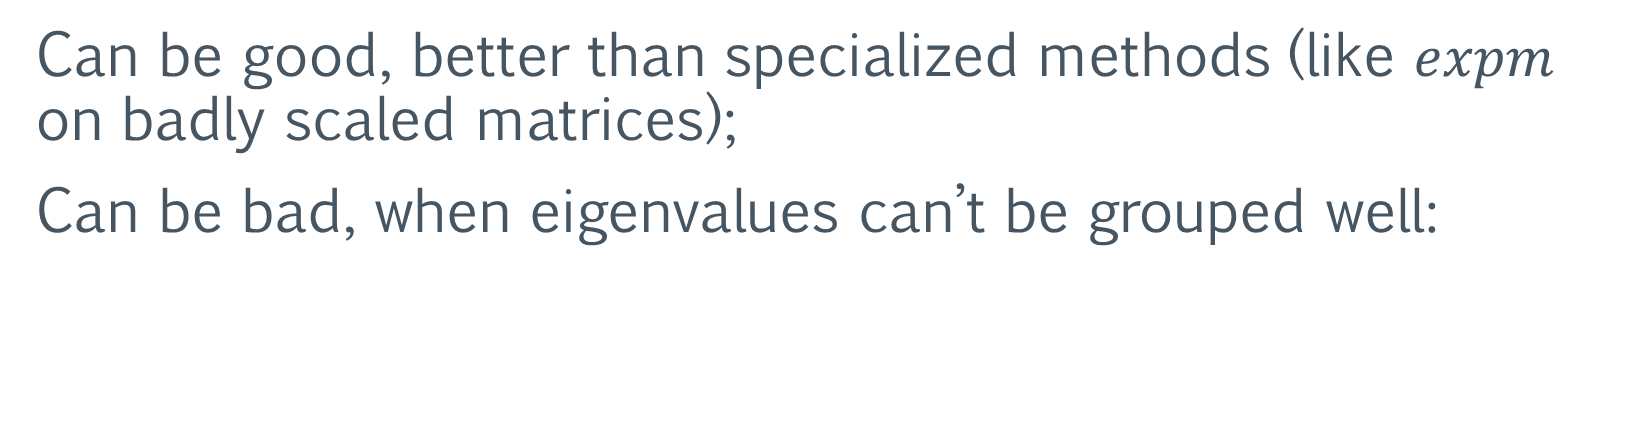 Can be good, better than specialized methods (like expm
on badly scaled matrices);
Can be bad, when eigenvalues can’t be grouped well: